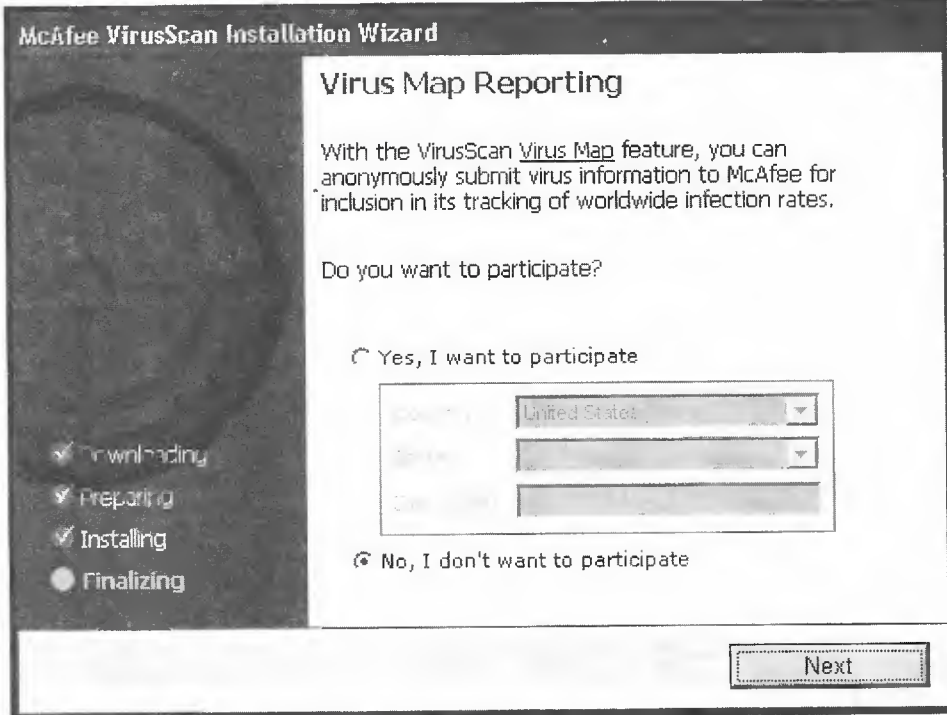 McAfee VirusScan Installation Wizard
Virus Map Reporting
With the VirusScan Virus Map feature, you can
anonymously submit virus information to McAfee for
inclusion in its tracking of worldwide infection rates.
Do you want to participate?
Yes, I want to participate
United States
No, I don't want to participate
Downloading
Preparing
Installing
Finalizing
Next